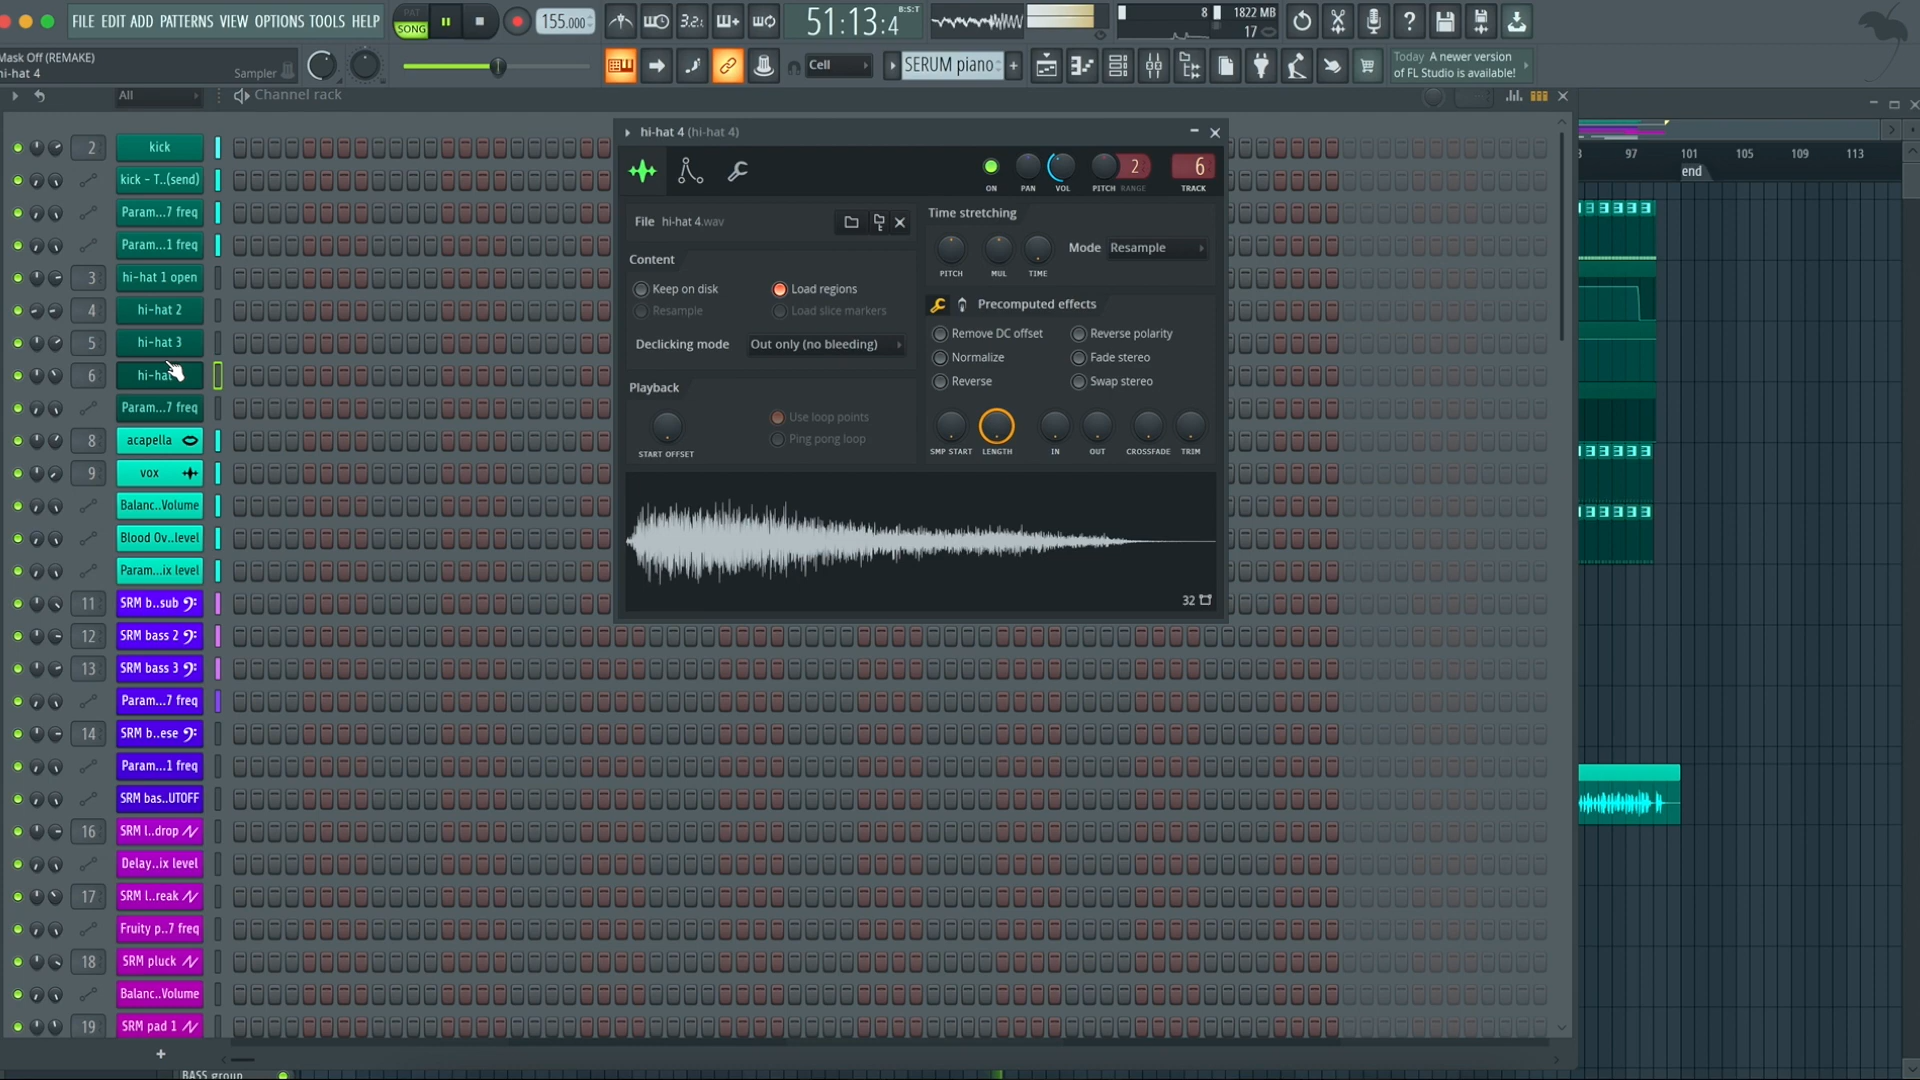 FILE EDIT ADD PATTERNS VIEW OPTIONS TOOLS HELP
PAT
SONG
155.000
3.2
51:13:4
B:S:T
8
1822 MB
17
Mask Off (REMAKE)
hi-hat 4
Sampler
Cell
SERUM piano
Today A newer version
of FL Studio is available!
All
Channel rack
2 kick
kick - T..(send)
Param...7 freq
Param...1 freq
3 hi-hat 1 open
4 hi-hat 2
5 hi-hat 3
6 hi-hat
Param...7 freq
8 acapella
9 vox
Balanc..Volume
Blood Ov..level
Param...ix level
11 SRM b..sub
12 SRM bass 2
13 SRM bass 3
Param...7 freq
14 SRM b..ese
Param...1 freq
SRM bas..UTOFF
16 SRM l..drop
Delay..ix level
17 SRM l..reak
Fruity p..7 freq
18 SRM pluck
Balanc..Volume
19 SRM pad 1
+
BASS group
hi-hat 4 (hi-hat 4)
ON
PAN
VOL
PITCH
RANGE
2
6
TRACK
File hi-hat 4.wav
Content
Keep on disk
Load regions
Resample
Load slice markers
Declicking mode
Out only (no bleeding)
Playback
START OFFSET
Use loop points
Ping pong loop
Time stretching
PITCH
MUL
TIME
Mode
Resample
Precomputed effects
Remove DC offset
Reverse polarity
Normalize
Fade stereo
Reverse
Swap stereo
SMP START
LENGTH
IN
OUT
CROSSFADE
TRIM
32
97
101
105
109
113
end